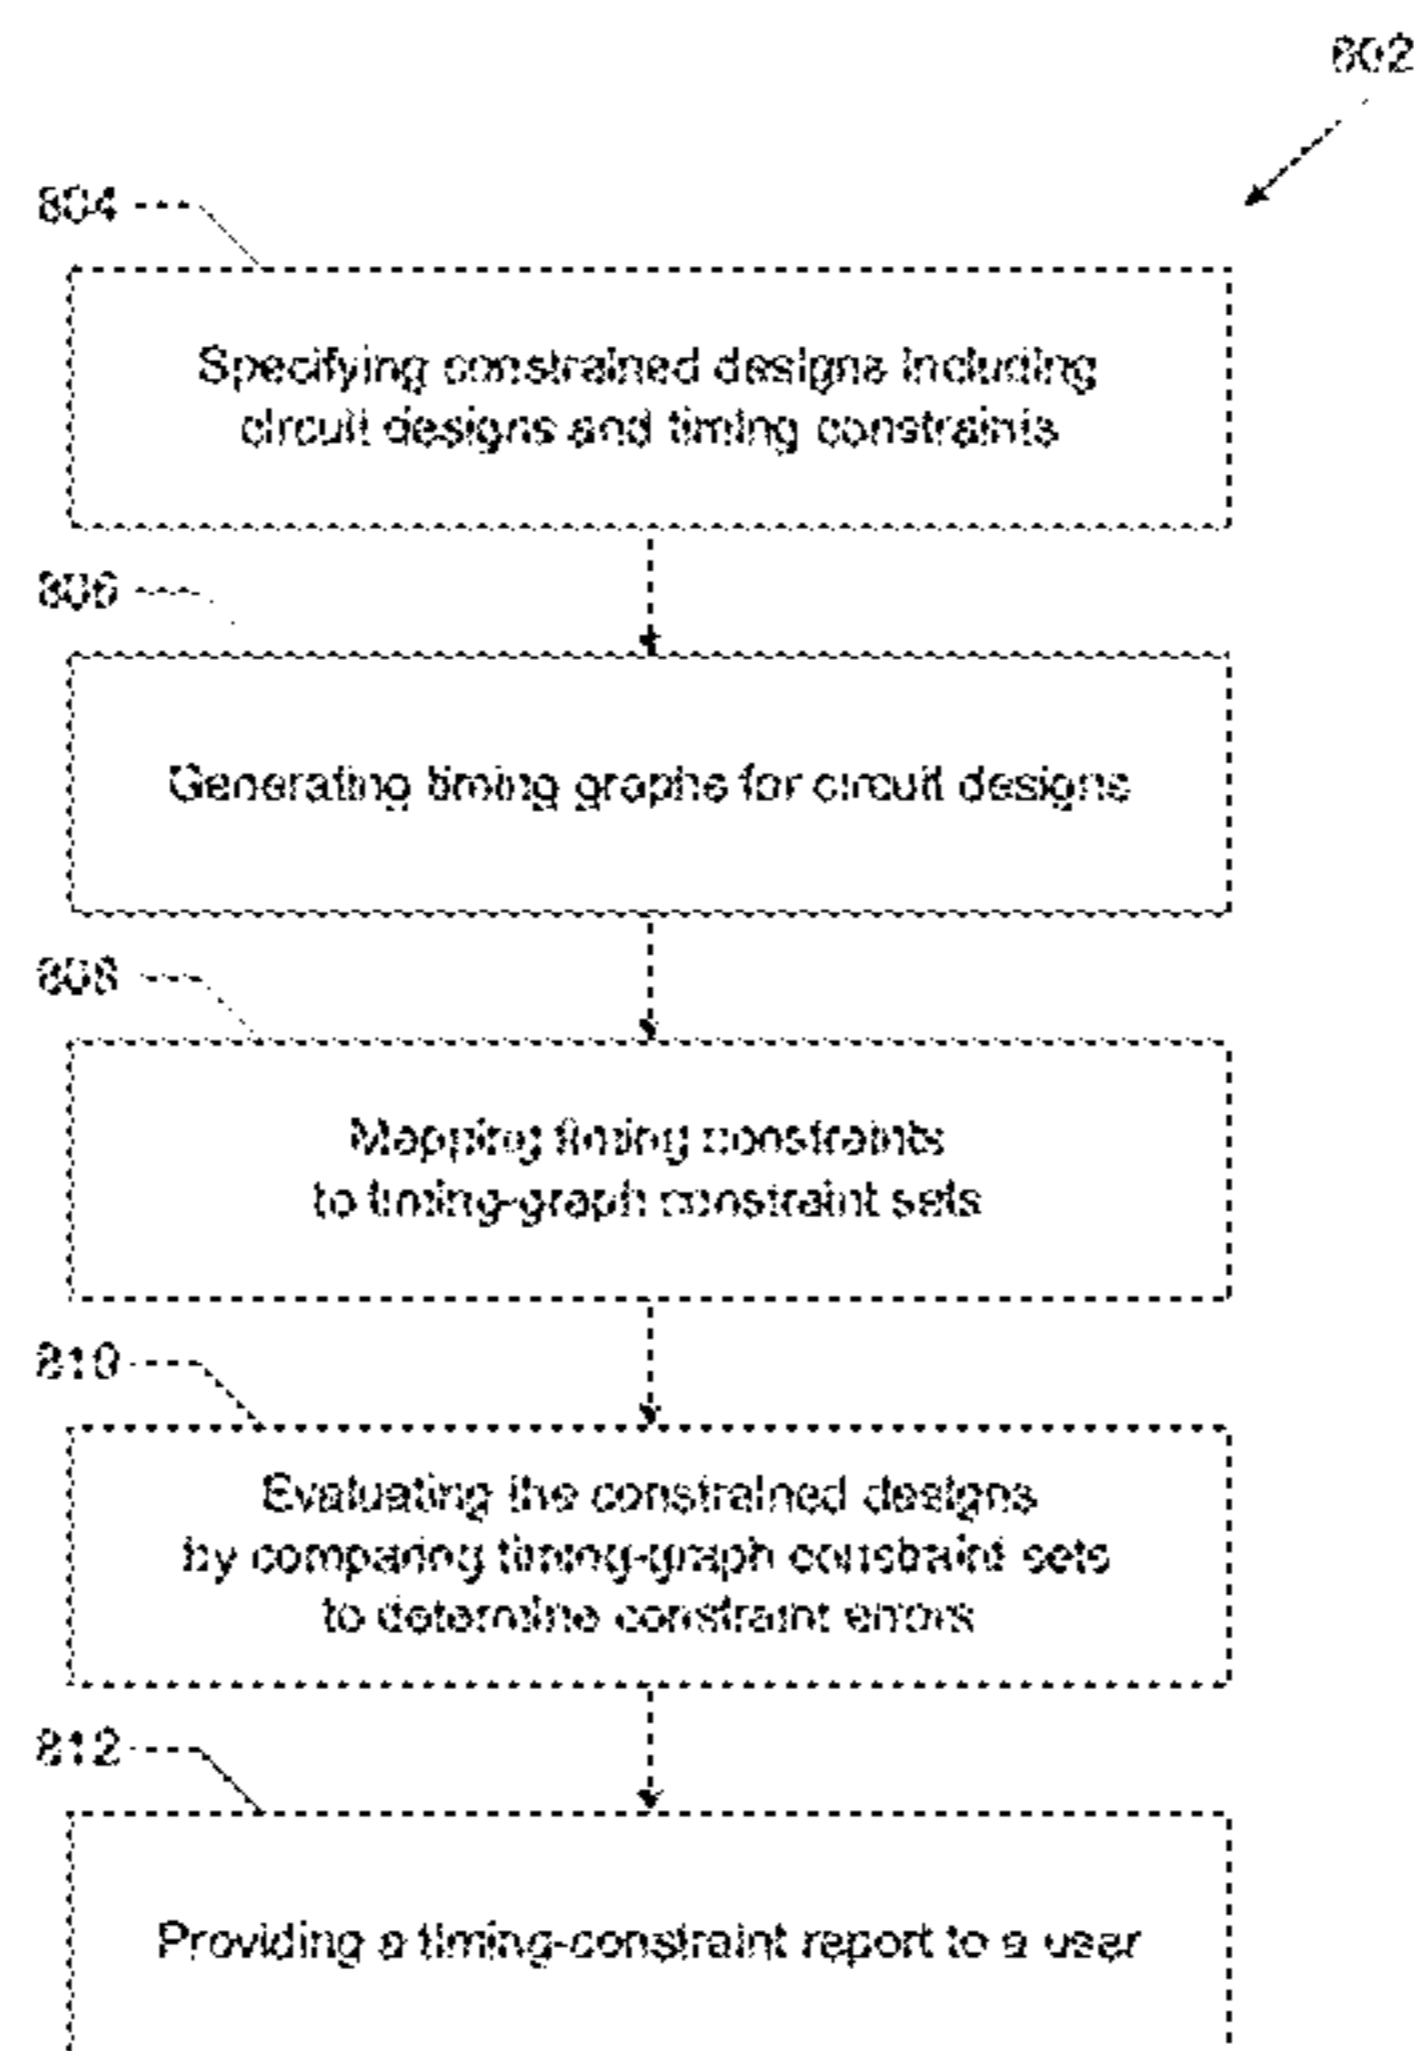 802
804
Specifying constrained designs including
circuit designs and timing constraints
806
Generating timing graphs for circuit designs
808
Mapping timing constraints
to timing-graph constraint sets
810
Evaluating the constrained designs
by comparing timing-graph constraint sets
to determine constraint errors
812
Providing a timing-constraint report to a user